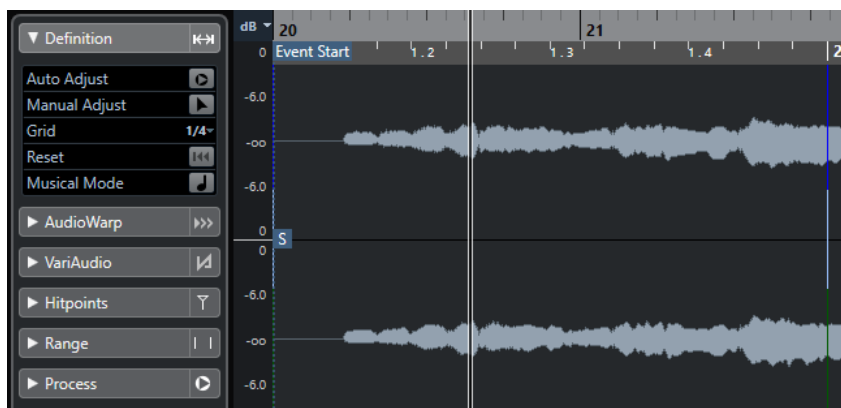 Definition
Auto Adjust
Manual Adjust
Grid 1/4
Reset
Musical Mode
AudioWarp
VariAudio
Hitpoints
Range
Process
dB 20 21
0 Event Start 1.2 1.3 1.4 2
-6.0
-oo
-6.0
0
S
0
-6.0
-oo
-6.0